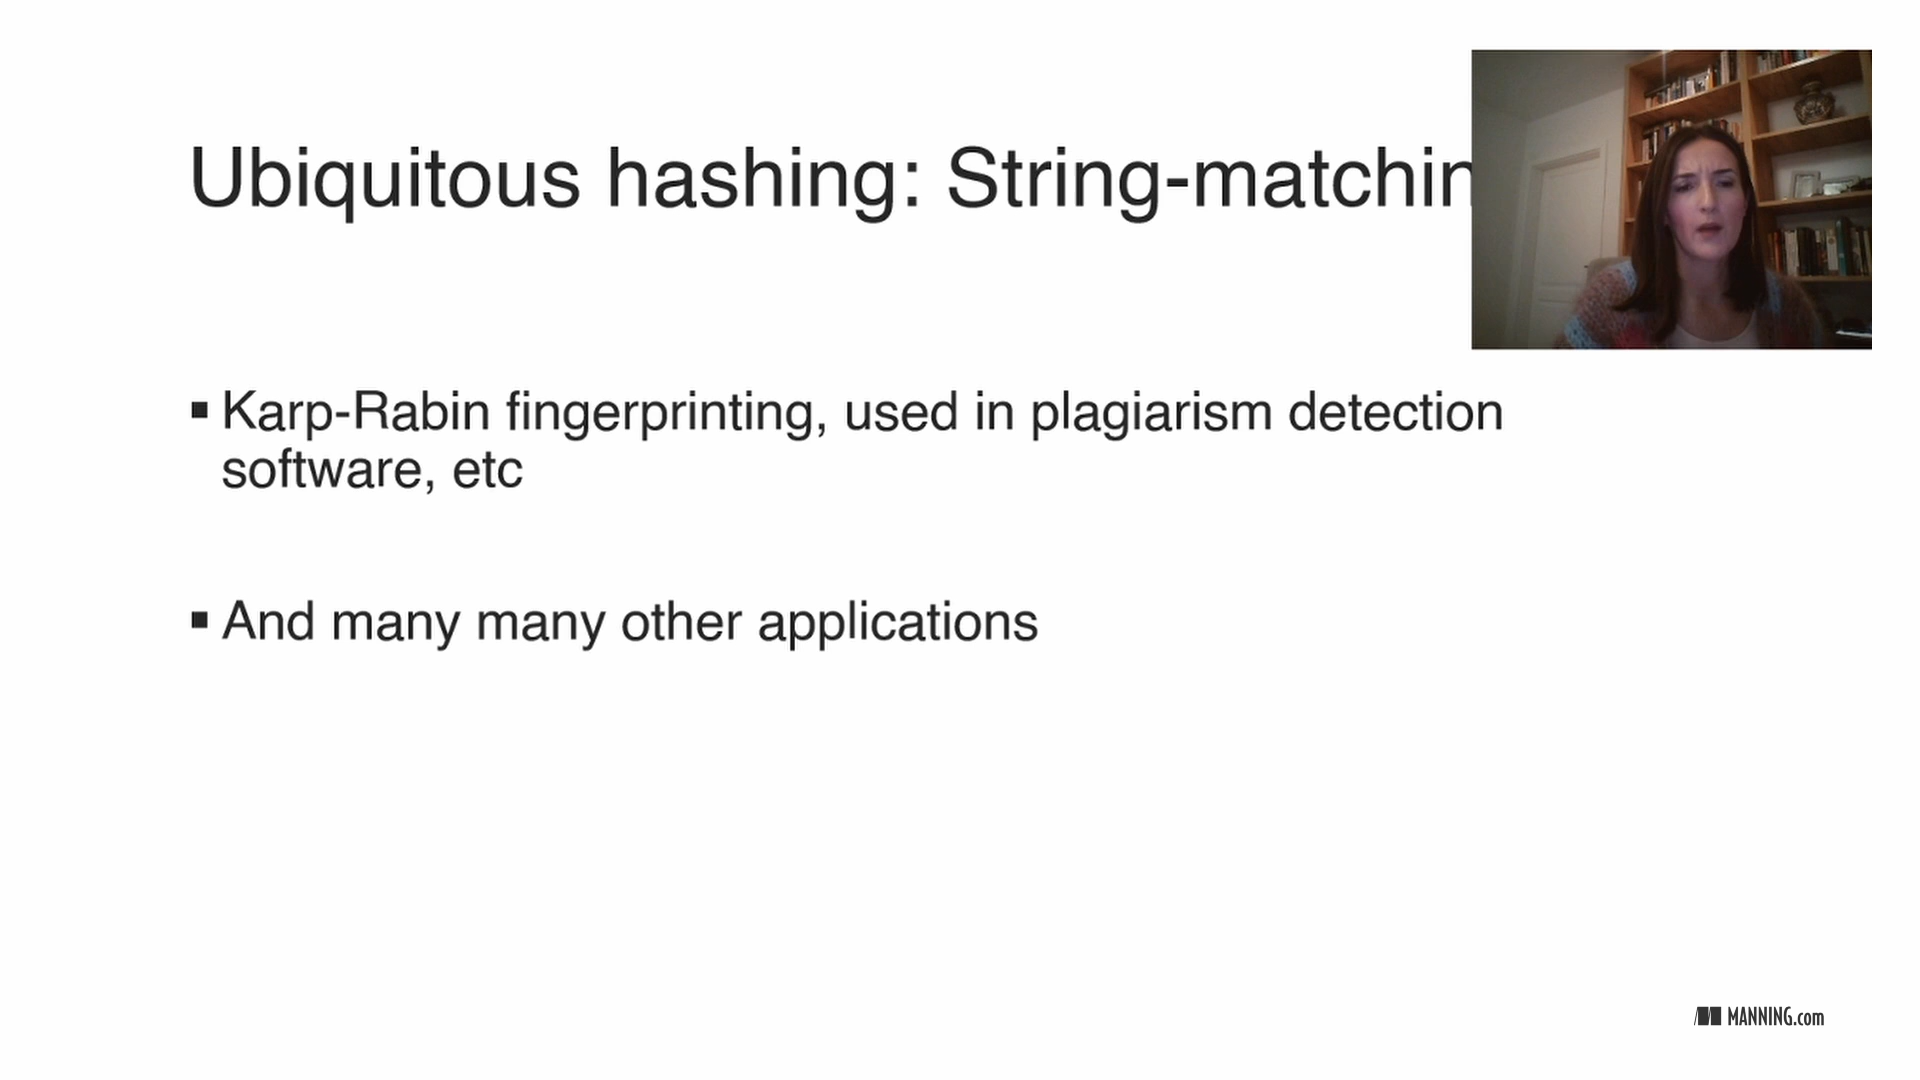 Ubiquitous hashing: String-matchin
▪ Karp-Rabin fingerprinting, used in plagiarism detection
software, etc
▪ And many many other applications
MANNING.com